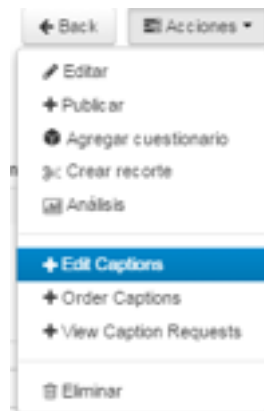 Back Acciones
Editar
Publicar
Agregar cuestionario
Crear recorte
Análisis
Edit Captions
Order Captions
View Caption Requests
Eliminar